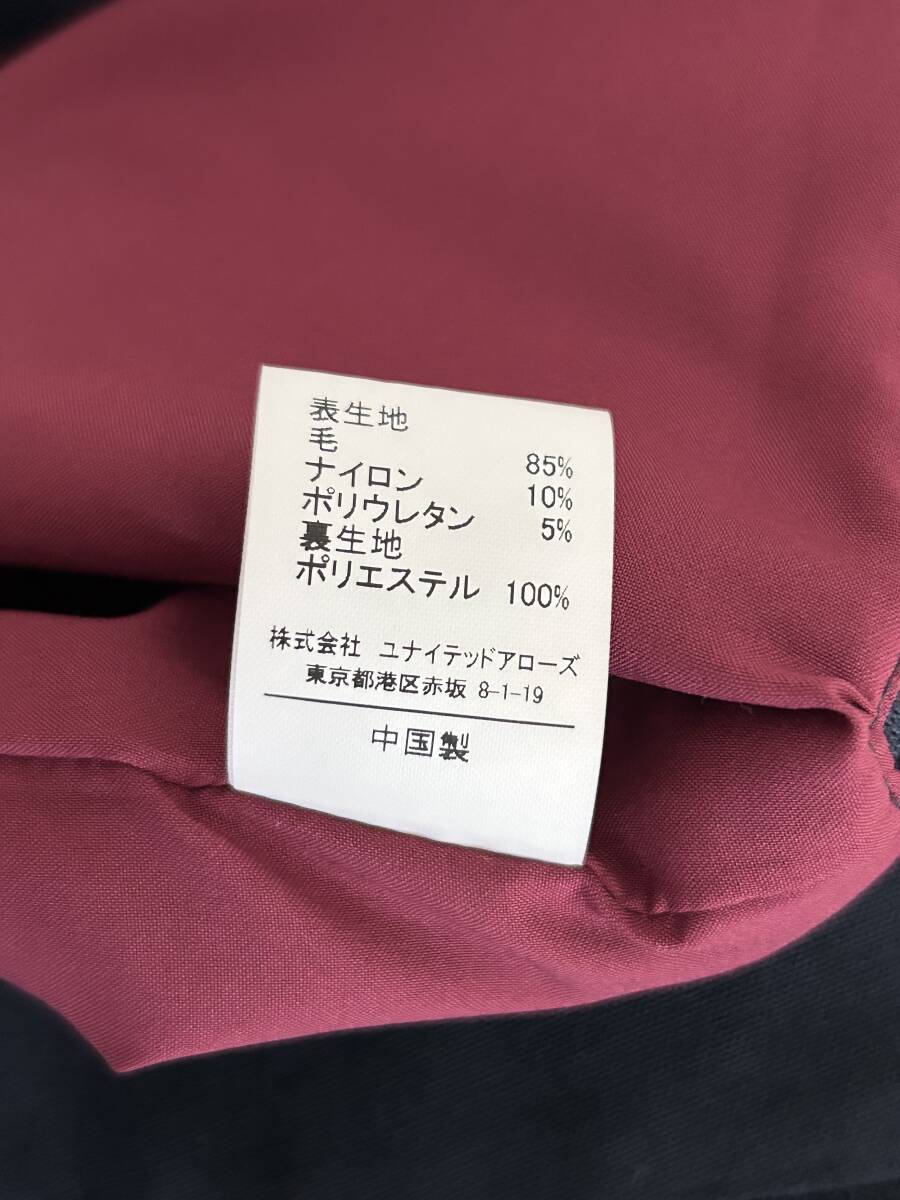 表生地
毛 85%
ナイロン 10%
ポリウレタン 5%
裏生地
ポリエステル 100%
株式会社 ユナイテッドアローズ
東京都港区赤坂 8-1-19
中国製